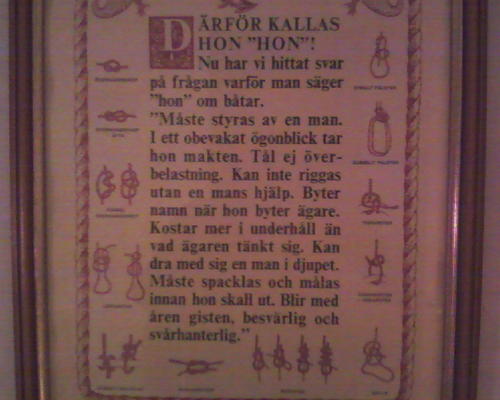 DÄRFÖR KALLAS
HON "HON"!
Nu har vi hittat svar
på frågan varför man säger
"hon" om båtar.
"Måste styras av en man.
I ett obevakat ögonblick tar
hon makten. Tål ej över-
belastning. Kan inte riggas
utan en mans hjälp. Byter
namn när hon byter ägare.
Kostar mer i underhåll än
vad ägaren tänkt sig. Kan
dra med sig en man i djupet.
Måste spacklas och målas
innan hon skall ut. Blir med
åren gisten, besvärlig och
svårhanterlig."